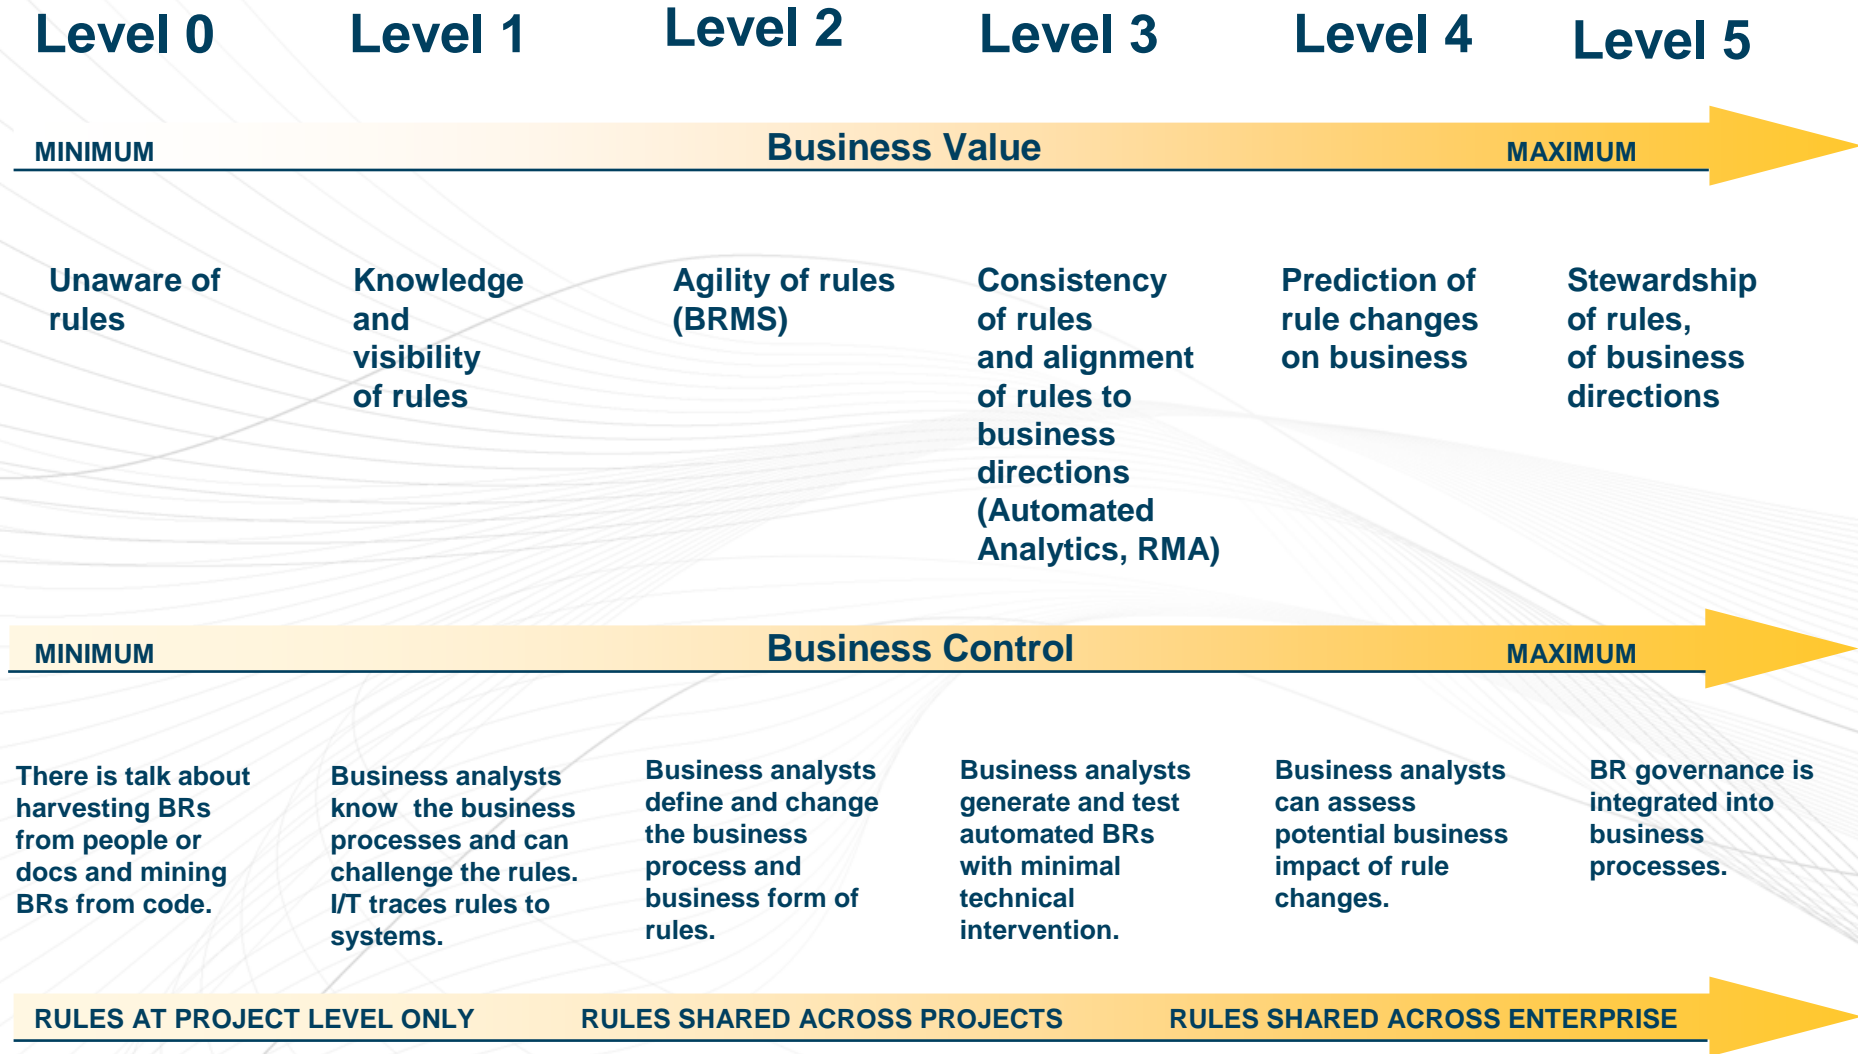 Level 0
Level 1
Level 2
Level 3
Level 4
Level 5
MINIMUM
Business Value
MAXIMUM
Unaware of
rules
Knowledge
and
visibility
of rules
Agility of rules
(BRMS)
Consistency
of rules
and alignment
of rules to
business
directions
(Automated
Analytics, RMA)
Prediction of
rule changes
on business
Stewardship
of rules,
of business
directions
MINIMUM
Business Control
MAXIMUM
There is talk about
harvesting BRs
from people or
docs and mining
BRs from code.
Business analysts
know  the business
processes and can
challenge the rules.
I/T traces rules to
systems.
Business analysts
define and change
the business
process and
business form of
rules.
Business analysts
generate and test
automated BRs
with minimal
technical
intervention.
Business analysts
can assess
potential business
impact of rule
changes.
BR governance is
integrated into
business
processes.
RULES AT PROJECT LEVEL ONLY
RULES SHARED ACROSS PROJECTS
RULES SHARED ACROSS ENTERPRISE